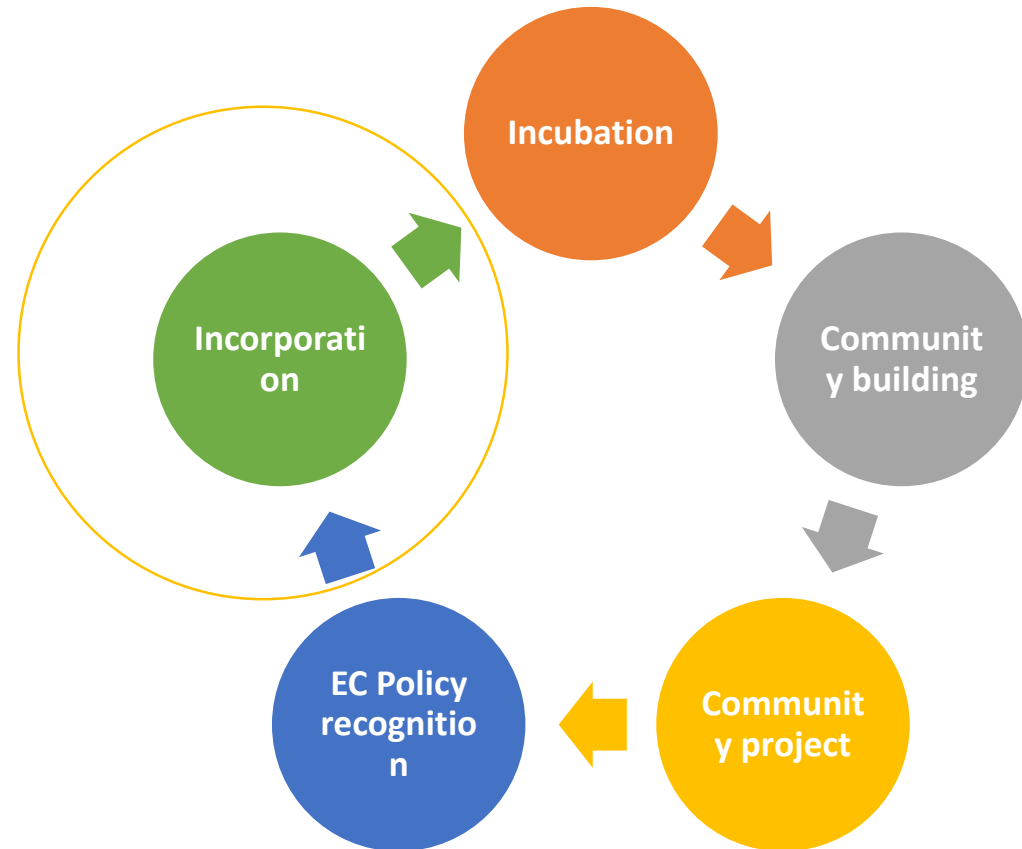 Incubation
Communit
y building
Communit
y project
EC Policy
recognitio
n
Incorporati
on